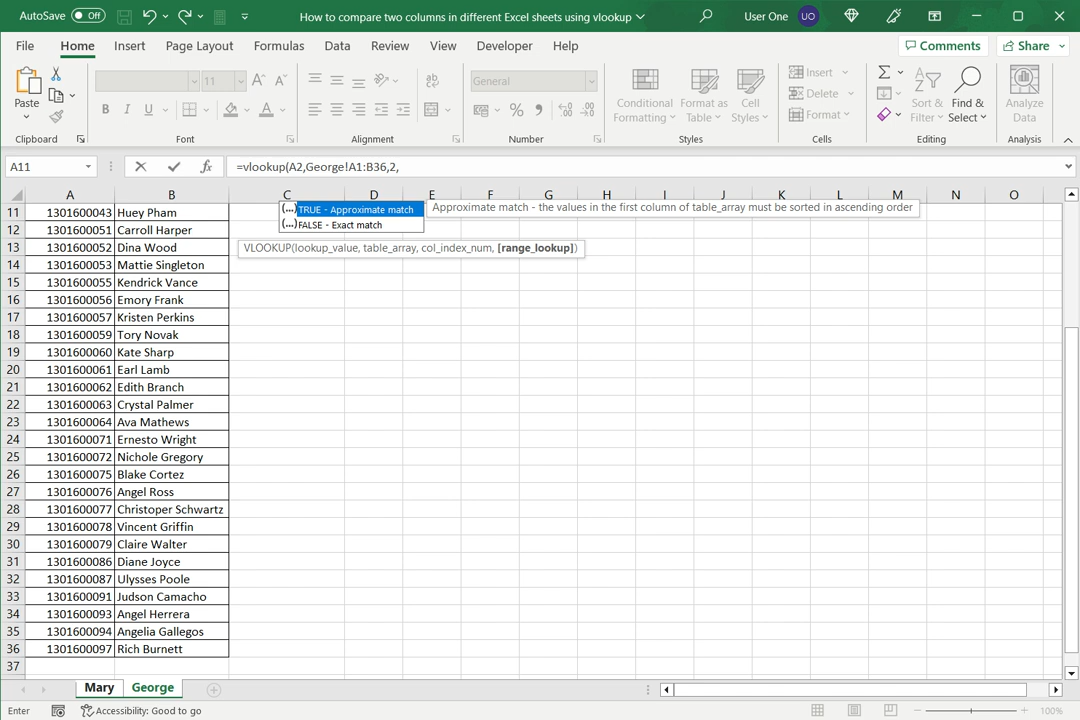 AutoSave Off How to compare two columns in different Excel sheets using vlookup User One UO
File Home Insert Page Layout Formulas Data Review View Developer Help Comments Share
Paste 11 General Conditional Formatting Format as Table Cell Styles Insert Delete Format Sort & Filter Find & Select Analyze Data
Clipboard Font Alignment Number Styles Cells Editing Analysis
A11 =vlookup(A2,George!A1:B36,2,
A B C D E F G H I J K L M N O
11 1301600043 Huey Pham (...) TRUE - Approximate match Approximate match - the values in the first column of table_array must be sorted in ascending order
12 1301600051 Carroll Harper (...) FALSE - Exact match
13 1301600052 Dina Wood VLOOKUP(lookup_value, table_array, col_index_num, [range_lookup])
14 1301600053 Mattie Singleton
15 1301600055 Kendrick Vance
16 1301600056 Emory Frank
17 1301600057 Kristen Perkins
18 1301600059 Tory Novak
19 1301600060 Kate Sharp
20 1301600061 Earl Lamb
21 1301600062 Edith Branch
22 1301600063 Crystal Palmer
23 1301600064 Ava Mathews
24 1301600071 Ernesto Wright
25 1301600072 Nichole Gregory
26 1301600075 Blake Cortez
27 1301600076 Angel Ross
28 1301600077 Christoper Schwartz
29 1301600078 Vincent Griffin
30 1301600079 Claire Walter
31 1301600086 Diane Joyce
32 1301600087 Ulysses Poole
33 1301600091 Judson Camacho
34 1301600093 Angel Herrera
35 1301600094 Angelia Gallegos
36 1301600097 Rich Burnett
37
Mary George
Enter Accessibility: Good to go 100%